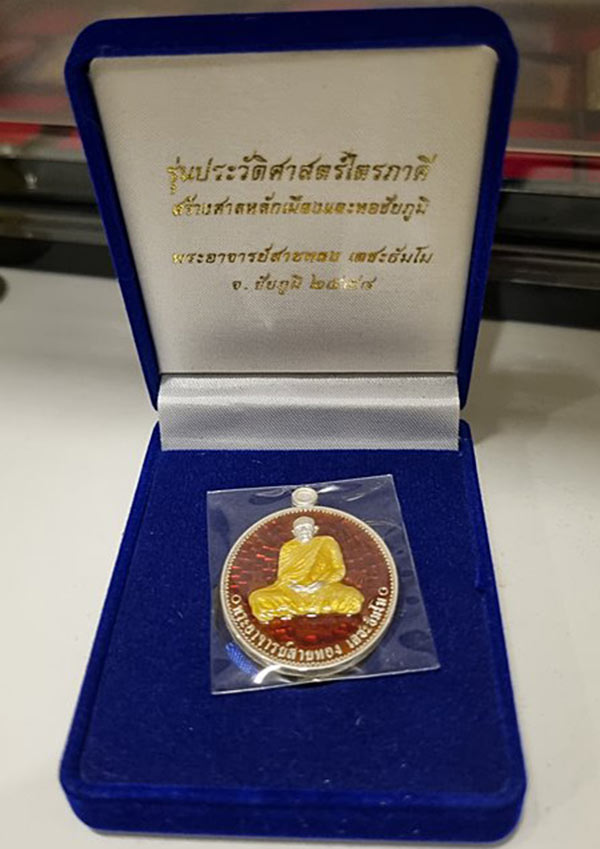 รุ่นประวัติศาสตร์ไตรภาคี
สร้างศาลหลักเมืองและหอชัยภูมิ
พระอาจารย์สายทอง เตชะธัมโม
จ. ชัยภูมิ
พระอาจารย์สายทอง เตชะธัมโม